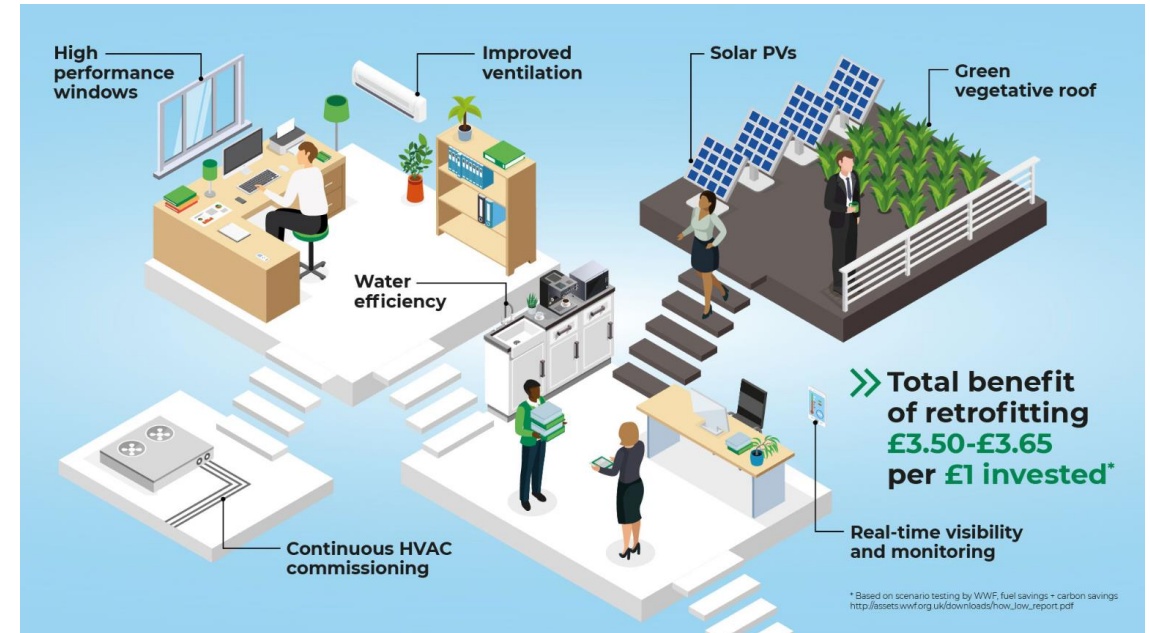 High
performance
windows
Improved
ventilation
Solar PVs
Green
vegetative roof
Water
efficiency
Total benefit
of retrofitting
£3.50-£3.65
per £1 invested*
Continuous HVAC
commissioning
Real-time visibility
and monitoring
* Based on scenario testing by WWF, fuel savings + carbon savings
http://assets.wwf.org.uk/downloads/how_low_report.pdf